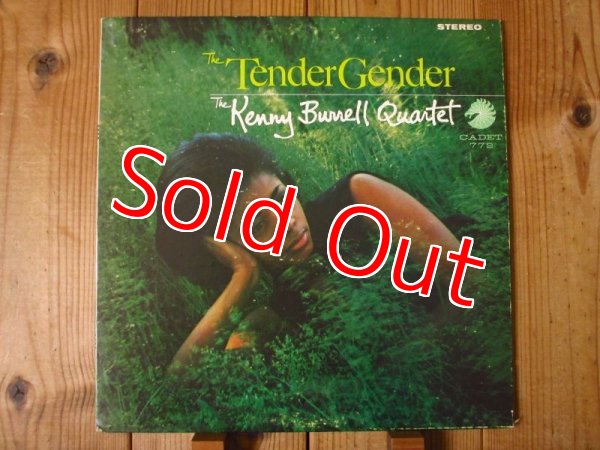 STEREO
The Tender Gender
The Kenny Burrell Quartet
CADET
772
Sold Out